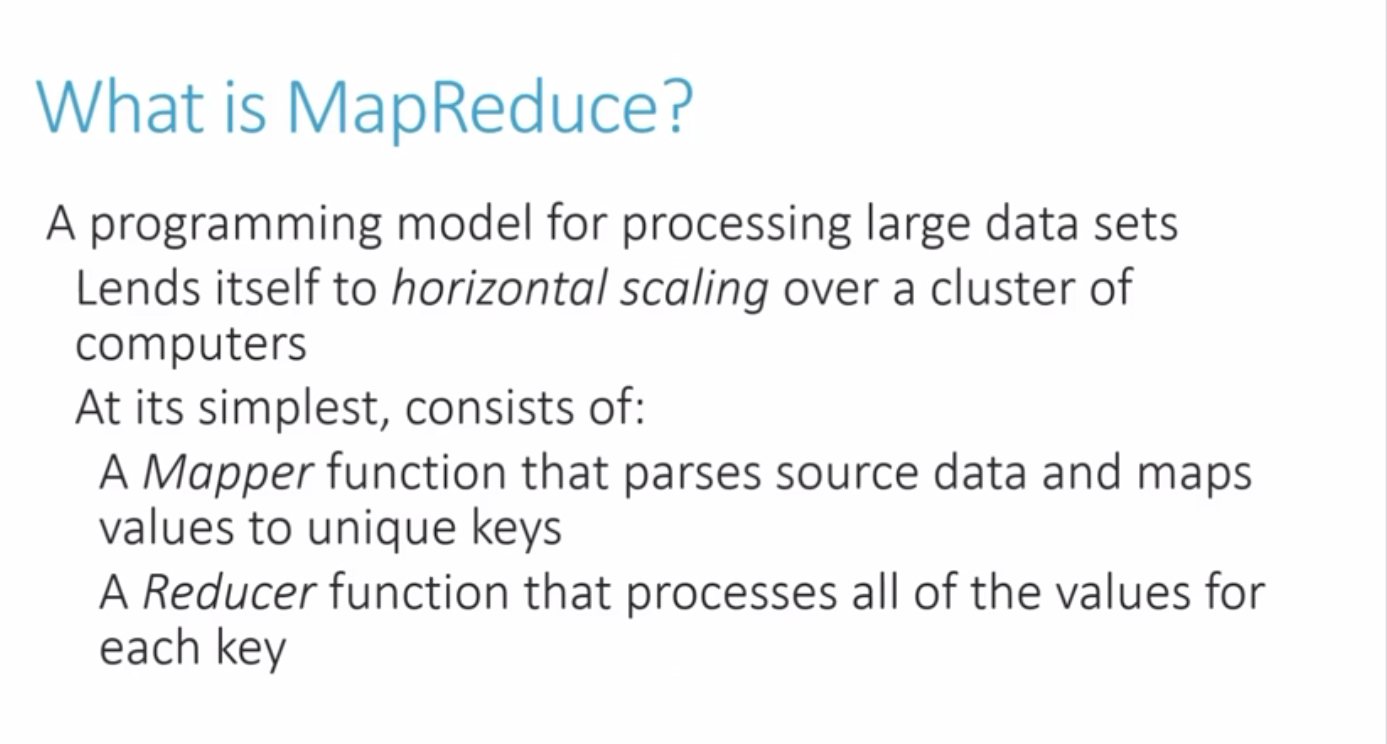 What is MapReduce?
A programming model for processing large data sets
Lends itself to horizontal scaling over a cluster of
computers
At its simplest, consists of:
A Mapper function that parses source data and maps
values to unique keys
A Reducer function that processes all of the values for
each key